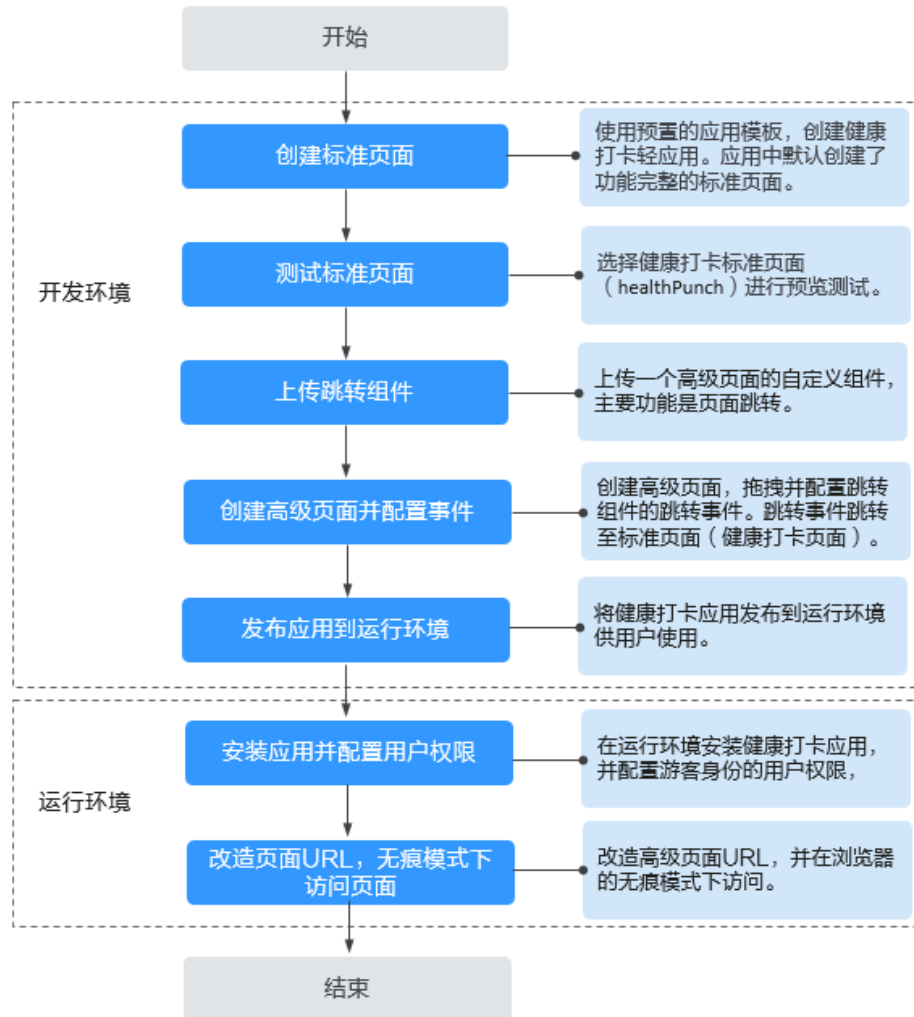 开始
创建标准页面
使用预置的应用模板，创建健康
打卡轻应用。应用中默认创建了
功能完整的标准页面。
测试标准页面
选择健康打卡标准页面
（healthPunch）进行预览测试。
开发环境
上传跳转组件
上传一个高级页面的自定义组件，
主要功能是页面跳转。
创建高级页面并配置事件
创建高级页面，拖拽并配置跳转
组件的跳转事件。跳转事件跳转
至标准页面（健康打卡页面）。
发布应用到运行环境
将健康打卡应用发布到运行环境
供用户使用。
安装应用并配置用户权限
在运行环境安装健康打卡应用，
并配置游客身份的用户权限，
运行环境
改造页面URL，无痕模式下
访问页面
改造高级页面URL，并在浏览器
的无痕模式下访问。
结束